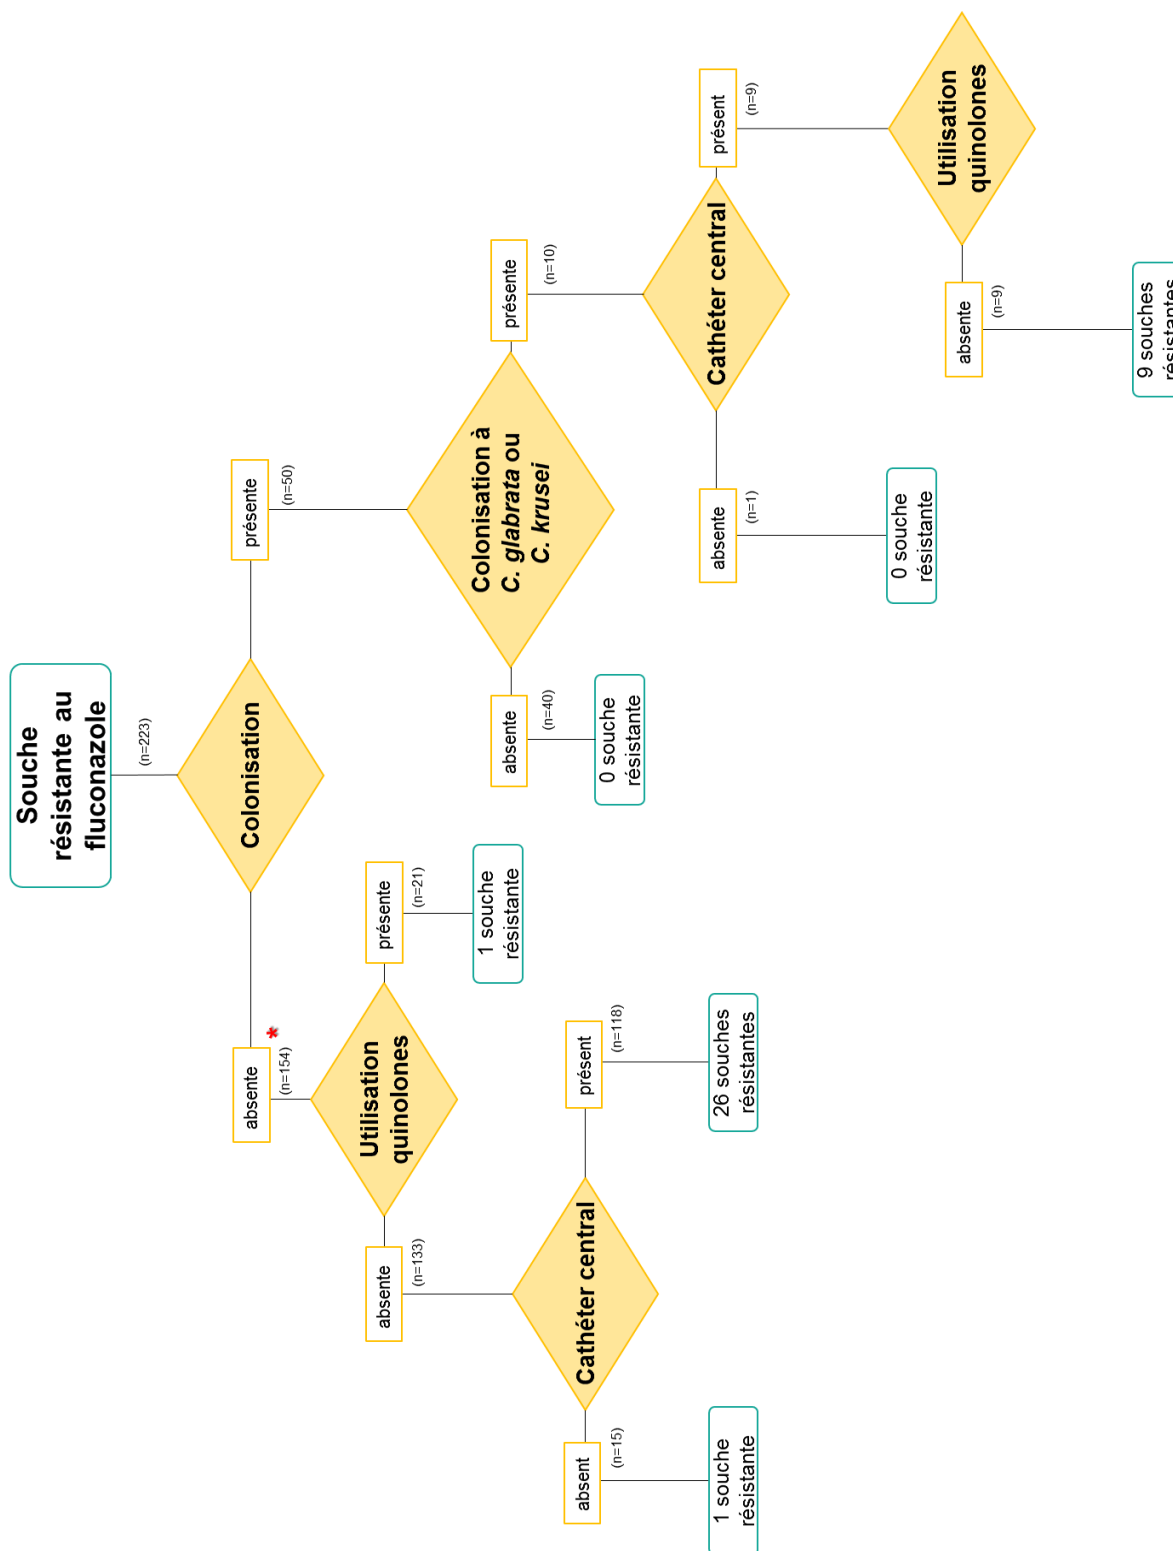 Souche
résistante au
fluconazole
(n=223)
Colonisation
absente
*
(n=154)
présente
(n=50)
Utilisation
quinolones
absente
(n=133)
présente
(n=21)
1 souche
résistante
Cathéter central
absent
(n=15)
1 souche
résistante
présent
(n=118)
26 souches
résistantes
Colonisation à
C. glabrata ou
C. krusei
absente
(n=40)
0 souche
résistante
présente
(n=10)
Cathéter central
absente
(n=1)
0 souche
résistante
présent
(n=9)
Utilisation
quinolones
absente
(n=9)
9 souches
résistantes